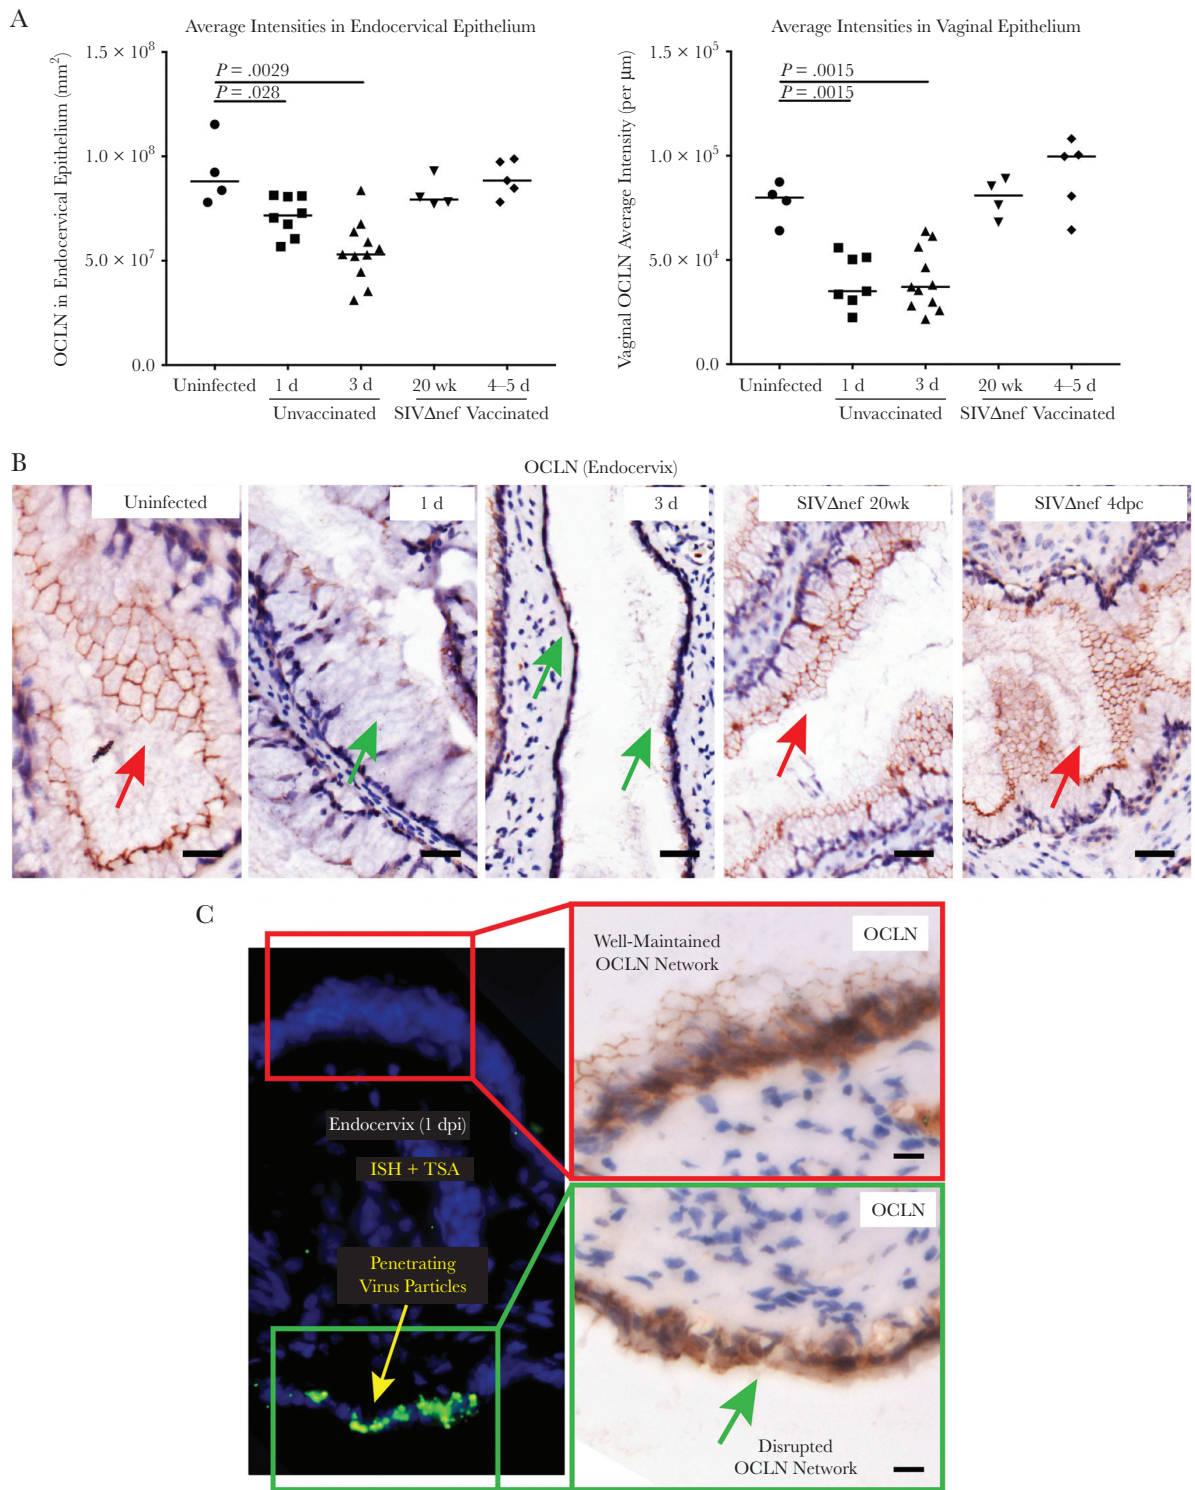 A
Average Intensities in Endocervical Epithelium
OCLN in Endocervical Epithelium (mm²)
1.5 × 10⁸
1.0 × 10⁸
5.0 × 10⁷
0.0
P = .0029
P = .028
Uninfected
1 d
3 d
20 wk
4–5 d
Unvaccinated
SIVΔnef Vaccinated
Average Intensities in Vaginal Epithelium
Vaginal OCLN Average Intensity (per μm)
1.5 × 10⁵
1.0 × 10⁵
5.0 × 10⁴
0.0
P = .0015
P = .0015
Uninfected
1 d
3 d
20 wk
4–5 d
Unvaccinated
SIVΔnef Vaccinated
B
OCLN (Endocervix)
Uninfected
1 d
3 d
SIVΔnef 20wk
SIVΔnef 4dpc
C
Endocervix (1 dpi)
ISH + TSA
Penetrating
Virus Particles
Well-Maintained
OCLN Network
OCLN
OCLN
Disrupted
OCLN Network